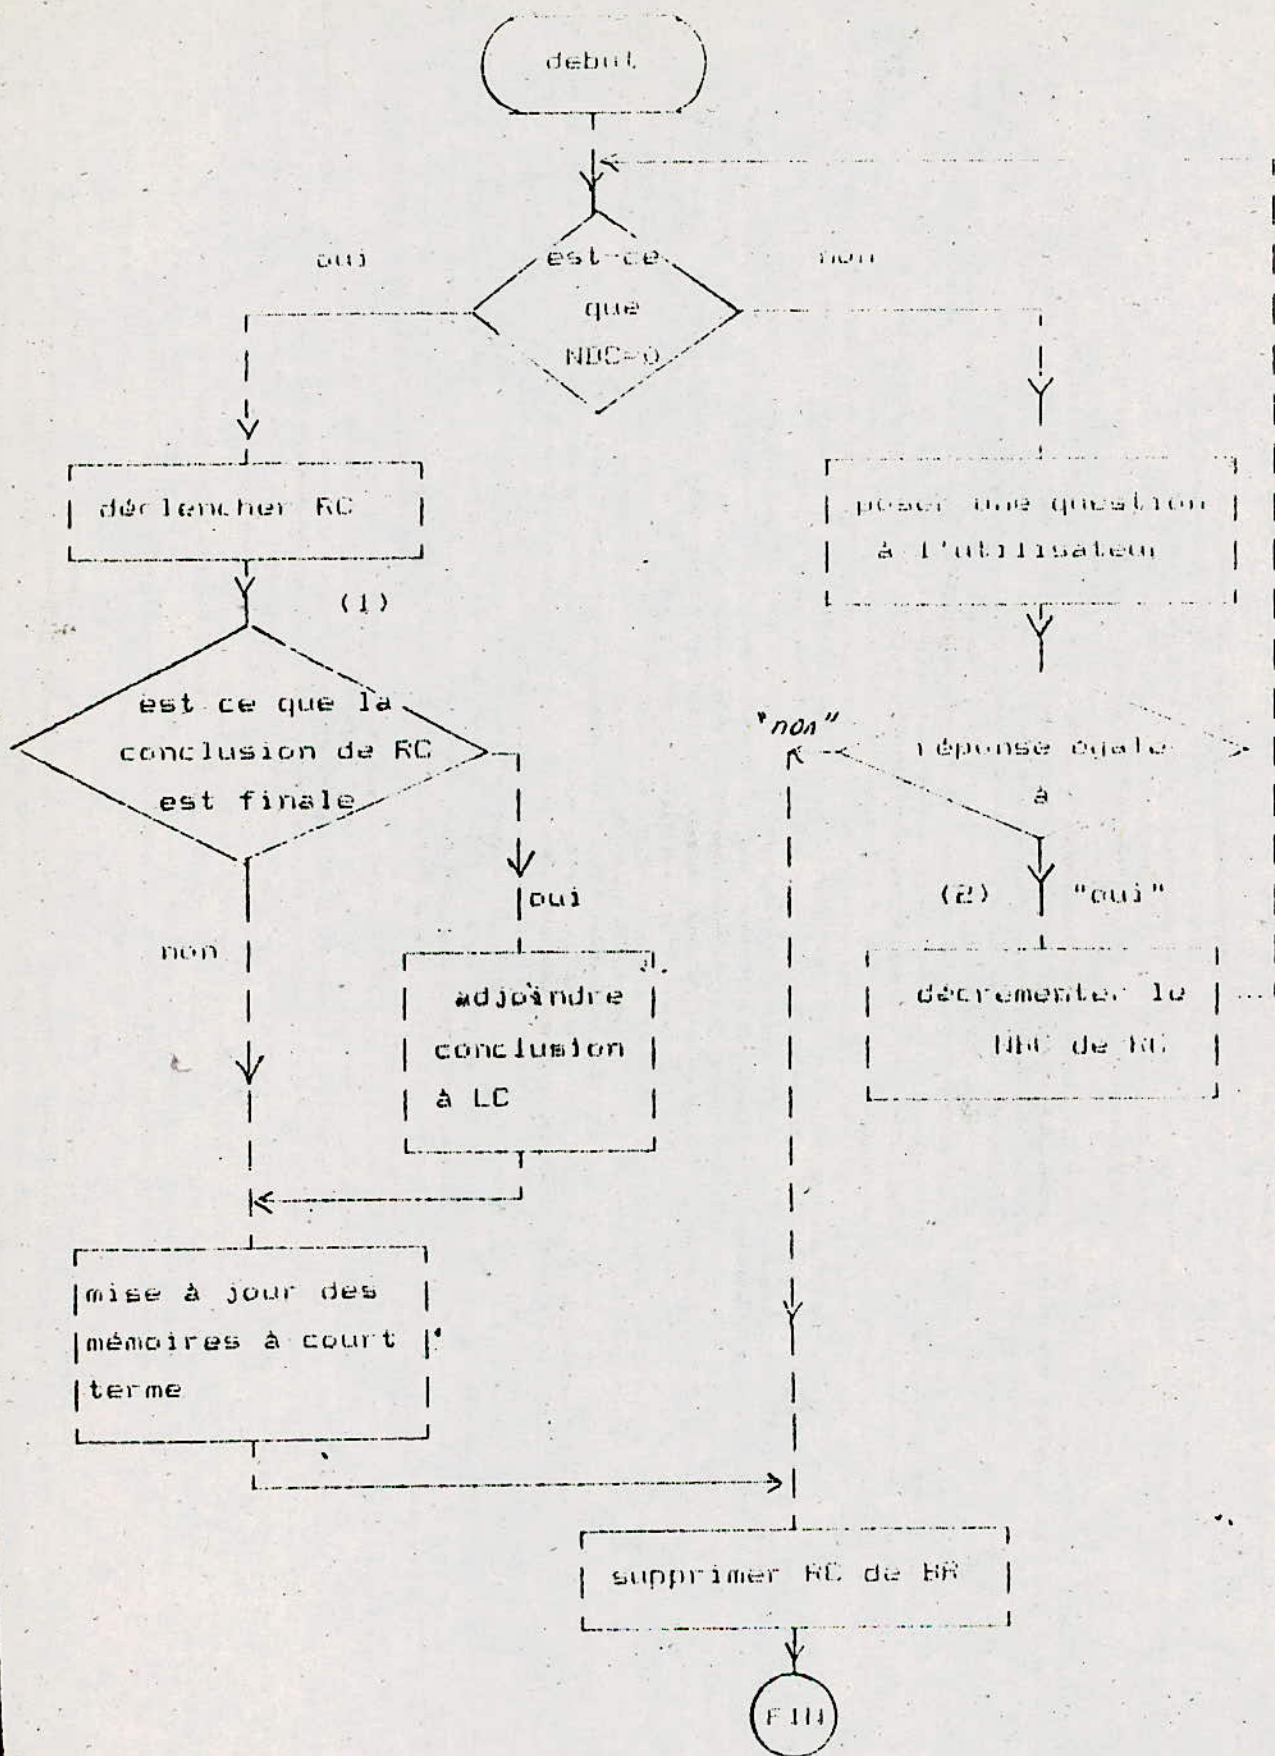 debut
oui
est-ce
non
que
NDC=0
déclencher RC
poser une question
à l'utilisateur
(1)
est ce que la
conclusion de RC
est finale
"non"
réponse égale
à
oui
(2)
"oui"
non
adjoindre
conclusion
à LC
décrémenter le
de RC
mise à jour des
mémoires à court
terme
supprimer RC de BR
FIN